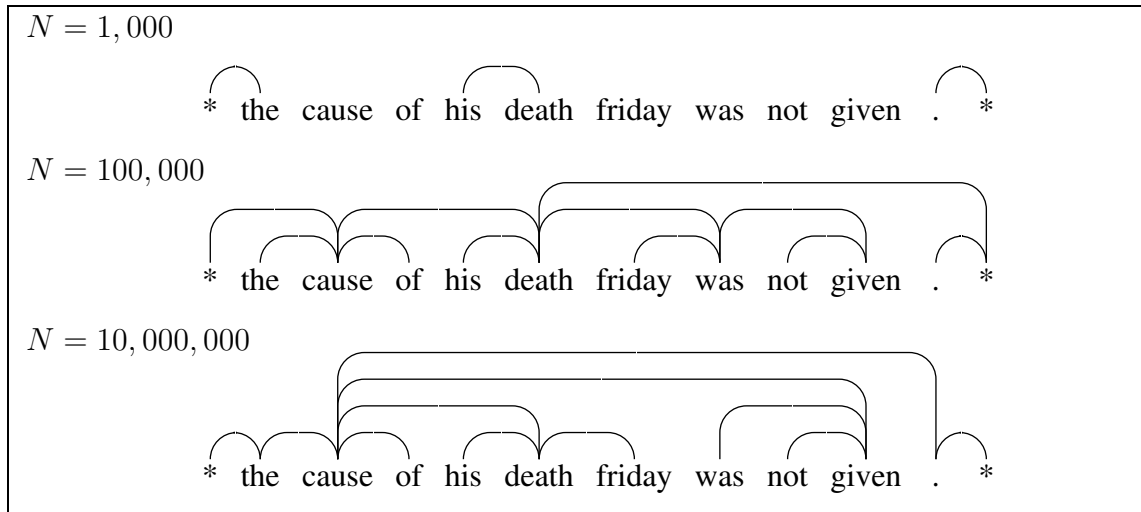 N = 1,000
* the cause of his death friday was not given . *
N = 100,000
* the cause of his death friday was not given . *
N = 10,000,000
* the cause of his death friday was not given . *